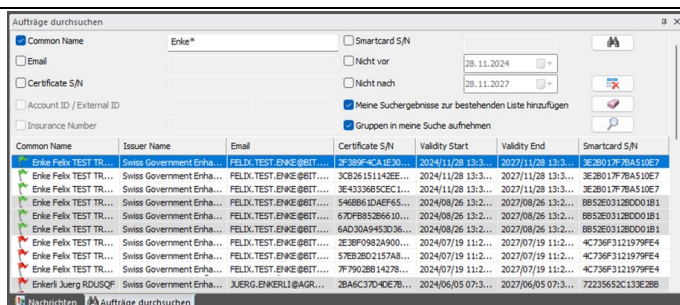 Aufträge durchsuchen
Common Name Enke* Smartcard S/N
Email Nicht vor 28.11.2024
Certificate S/N Nicht nach 28.11.2027
Account ID / External ID Meine Suchergebnisse zur bestehenden Liste hinzufügen
Insurance Number Gruppen in meine Suche aufnehmen
Common Name Issuer Name Email Certificate S/N Validity Start Validity End Smartcard S/N
Enke Felix TEST TR... Swiss Government Enha... FELIX.TEST.ENKE@BIT.... 2F389F4CA1E30... 2024/11/28 13:3... 2027/11/28 13:3... 3E2B017F7BA510E7
Enke Felix TEST TR... Swiss Government Enha... FELIX.TEST.ENKE@BIT.... 3CB26151142EE... 2024/11/28 13:3... 2027/11/28 13:3... 3E2B017F7BA510E7
Enke Felix TEST TR... Swiss Government Enha... FELIX.TEST.ENKE@BIT.... 3E43336B5CEC1... 2024/11/28 13:3... 2027/11/28 13:3... 3E2B017F7BA510E7
Enke Felix TEST TR... Swiss Government Enha... FELIX.TEST.ENKE@BIT.... 546BB61DAEF65... 2024/08/26 13:2... 2027/08/26 13:2... BB52E0312BDD01B1
Enke Felix TEST TR... Swiss Government Enha... FELIX.TEST.ENKE@BIT.... 67DFB852B6610... 2024/08/26 13:2... 2027/08/26 13:2... BB52E0312BDD01B1
Enke Felix TEST TR... Swiss Government Enha... FELIX.TEST.ENKE@BIT.... 6AD30A9453D36... 2024/08/26 13:2... 2027/08/26 13:2... BB52E0312BDD01B1
Enke Felix TEST TR... Swiss Government Enha... FELIX.TEST.ENKE@BIT.... 2E3BF0982A900... 2024/07/19 11:2... 2027/07/19 11:2... 4C736F3121979FE4
Enke Felix TEST TR... Swiss Government Enha... FELIX.TEST.ENKE@BIT.... 57EB2BD2157A8... 2024/07/19 11:2... 2027/07/19 11:2... 4C736F3121979FE4
Enke Felix TEST TR... Swiss Government Enha... FELIX.TEST.ENKE@BIT.... 7F7902BB14278... 2024/07/19 11:2... 2027/07/19 11:2... 4C736F3121979FE4
Enkerli Juerg RDUSQF Swiss Government Enha... JUERG.ENKERLI@AGR... 2BA6C37D4DE7B... 2024/06/05 07:3... 2027/06/05 07:3... 72235652C133E2BB
Nachrichten Aufträge durchsuchen